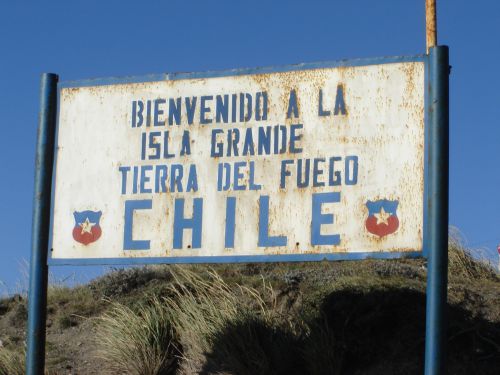 BIENVENIDO A LA
ISLA GRANDE
TIERRA DEL FUEGO
CHILE